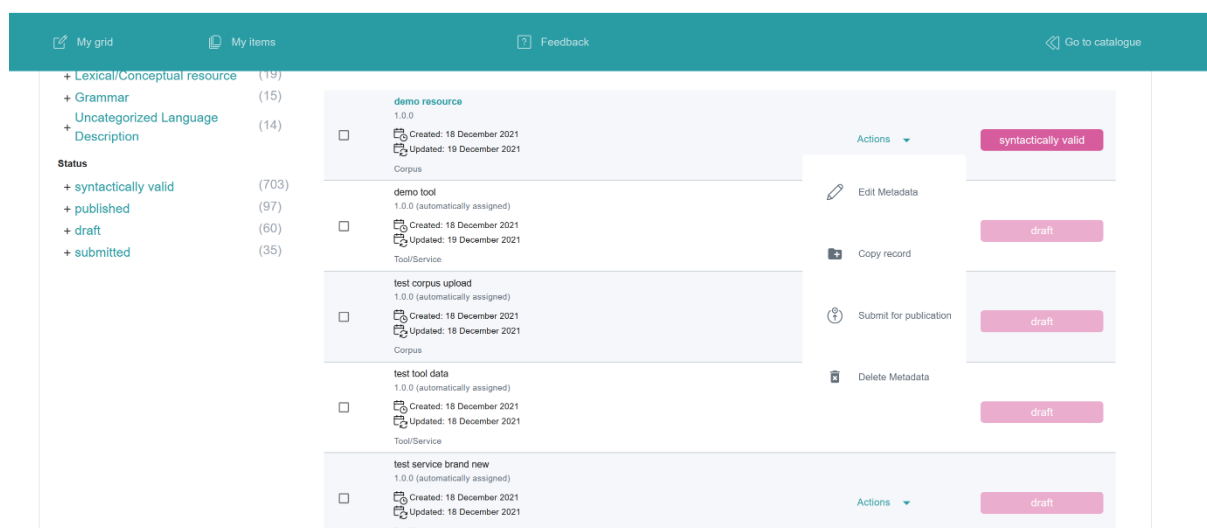 My grid
My items
Feedback
Go to catalogue
+ Lexical/Conceptual resource (19)
+ Grammar (15)
+ Uncategorized Language
Description (14)
Status
+ syntactically valid (703)
+ published (97)
+ draft (60)
+ submitted (35)
demo resource
1.0.0
Created: 18 December 2021
Updated: 19 December 2021
Corpus
Actions
syntactically valid
Edit Metadata
Copy record
Submit for publication
Delete Metadata
demo tool
1.0.0 (automatically assigned)
Created: 18 December 2021
Updated: 19 December 2021
Tool/Service
draft
test corpus upload
1.0.0 (automatically assigned)
Created: 18 December 2021
Updated: 18 December 2021
Corpus
draft
test tool data
1.0.0 (automatically assigned)
Created: 18 December 2021
Updated: 18 December 2021
Tool/Service
draft
test service brand new
1.0.0 (automatically assigned)
Created: 18 December 2021
Updated: 18 December 2021
Actions
draft